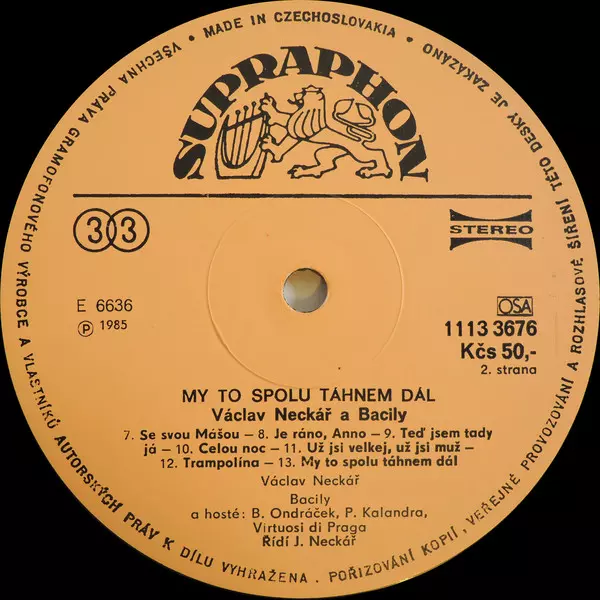 VŠECHNA PRÁVA GRAMOFONOVÉHO VÝROBCE A VLASTNÍKŮ AUTORSKÝCH PRÁV K DÍLU VYHRAŽENA . POŘIZOVÁNÍ KOPIÍ, VEŘEJNÉ PROVOZOVÁNÍ A ROZHLASOVÉ ŠÍŘENÍ TÉTO DESKY JE ZAKÁZÁNO
• MADE IN CZECHOSLOVAKIA •
SUPRAPHON
33
STEREO
E 6636
℗ 1985
OSA
1113 3676
Kčs 50,-
2. strana
MY TO SPOLU TÁHNEM DÁL
Václav Neckář a Bacily
7. Se svou Mášou – 8. Je ráno, Anno – 9. Teď jsem tady
já – 10. Celou noc – 11. Už jsi velkej, už jsi muž –
12. Trampolína – 13. My to spolu táhnem dál
Václav Neckář
Bacily
a hosté: B. Ondráček, P. Kalandra,
Virtuosi di Praga
Řídí J. Neckář